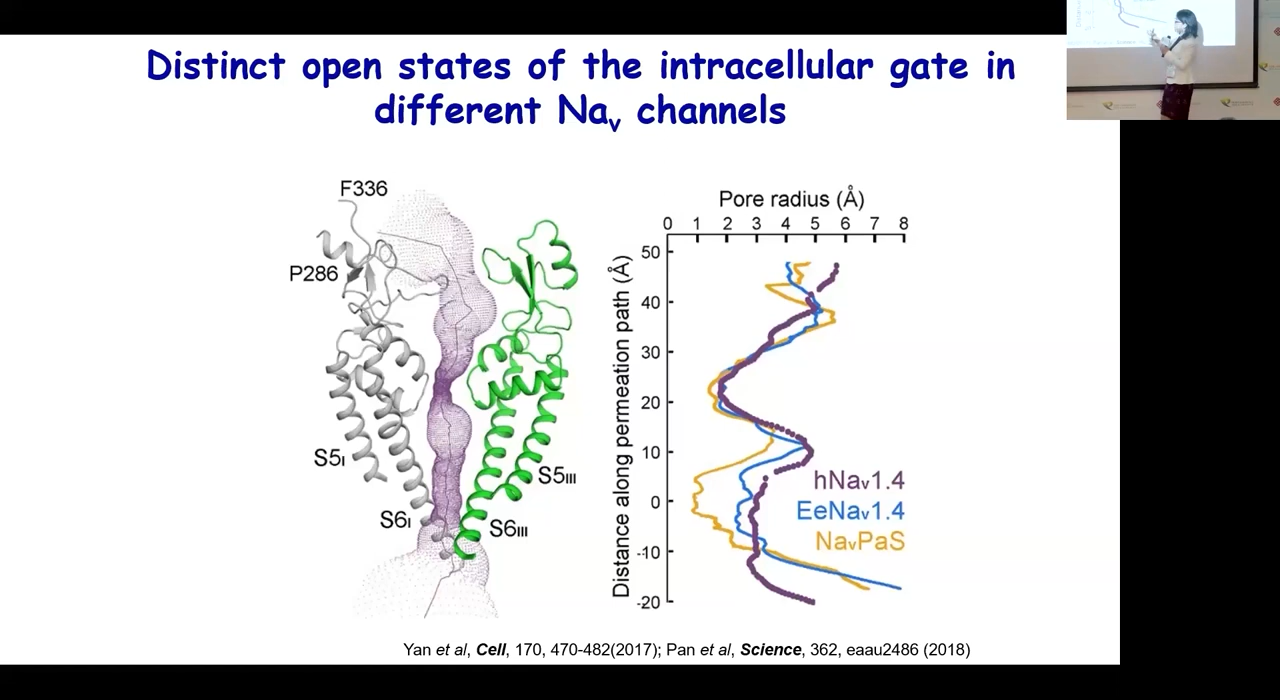 Distinct open states of the intracellular gate in
different Nav channels
F336
P286
S5I
S6I
S5III
S6III
Pore radius (Å)
0 1 2 3 4 5 6 7 8
Distance along permeation path (Å)
50
40
30
20
10
0
-10
-20
hNav1.4
EeNav1.4
NavPaS
Yan et al, Cell, 170, 470-482(2017); Pan et al, Science, 362, eaau2486 (2018)